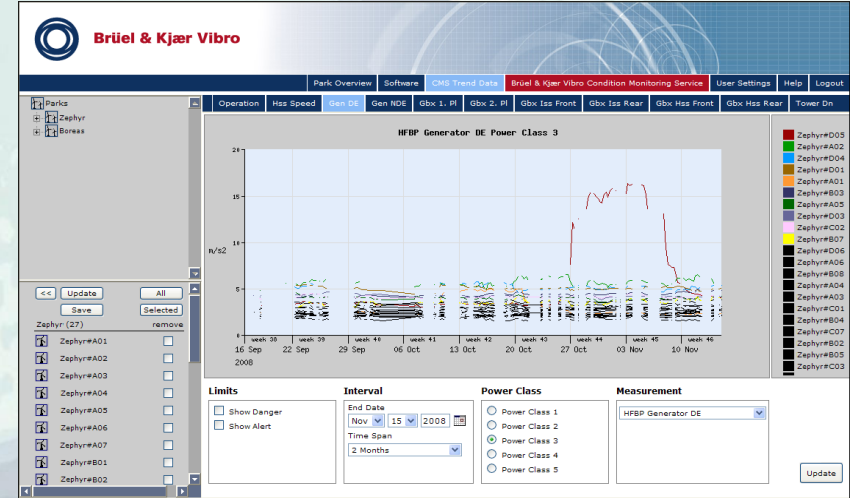 Brüel & Kjær Vibro
Park Overview Software CMS Trend Data Brüel & Kjær Vibro Condition Monitoring Service User Settings Help Logout
Parks
Zephyr
Boreas
Operation Hss Speed Gen DE Gen NDE Gbx 1. Pl Gbx 2. Pl Gbx Iss Front Gbx Iss Rear Gbx Hss Front Gbx Hss Rear Tower Dn
HFBP Generator DE Power Class 3
20
15
m/s2
10
5
0
week 38 week 39 week 40 week 41 week 42 week 43 week 44 week 45 week 46
16 Sep 22 Sep 29 Sep 06 Oct 13 Oct 20 Oct 27 Oct 03 Nov 10 Nov
2008
Zephyr#D05
Zephyr#A02
Zephyr#D04
Zephyr#D01
Zephyr#A01
Zephyr#B03
Zephyr#A05
Zephyr#D03
Zephyr#C02
Zephyr#B07
Zephyr#D06
Zephyr#A06
Zephyr#B08
Zephyr#A04
Zephyr#A03
Zephyr#C01
Zephyr#B04
Zephyr#C07
Zephyr#B02
Zephyr#B05
Zephyr#C03
<< Update All
Save Selected
Zephyr (27) remove
Zephyr#A01
Zephyr#A02
Zephyr#A03
Zephyr#A04
Zephyr#A05
Zephyr#A06
Zephyr#A07
Zephyr#B01
Zephyr#B02
Limits
Show Danger
Show Alert
Interval
End Date
Nov 15 2008
Time Span
2 Months
Power Class
Power Class 1
Power Class 2
Power Class 3
Power Class 4
Power Class 5
Measurement
HFBP Generator DE
Update